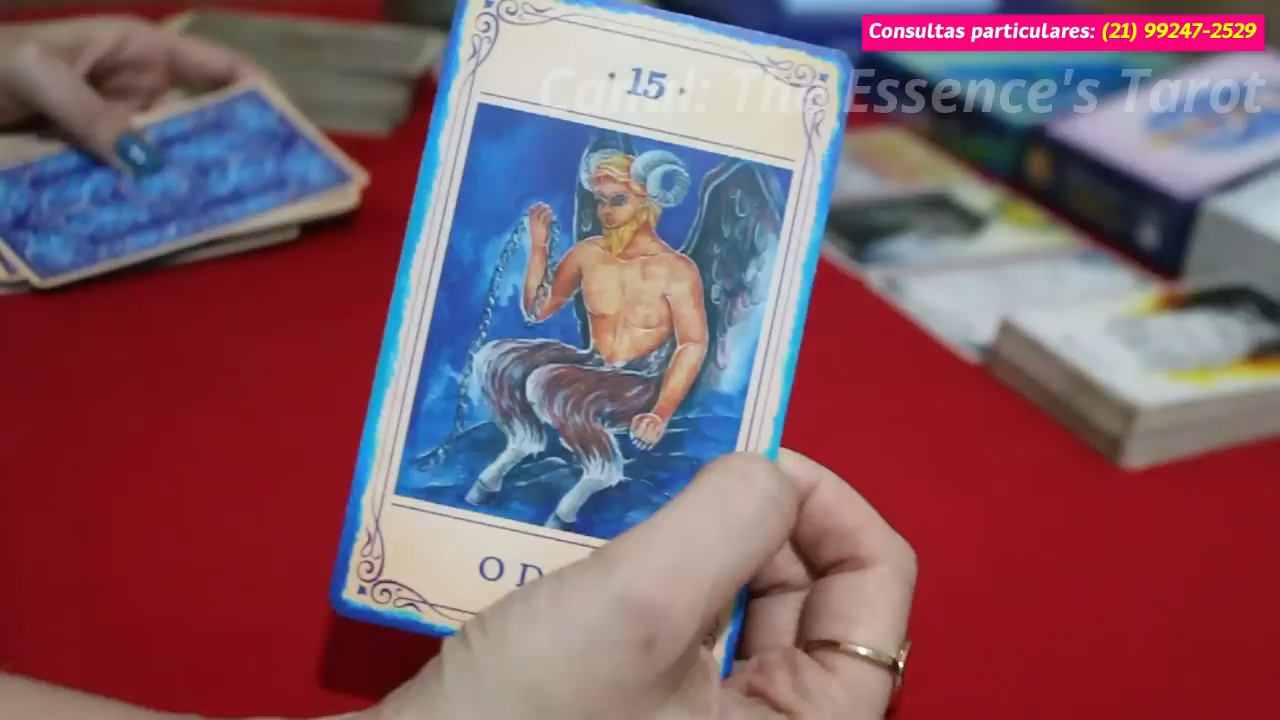 Consultas particulares: (21) 99247-2529
Canal: The Essence's Tarot
15
O D